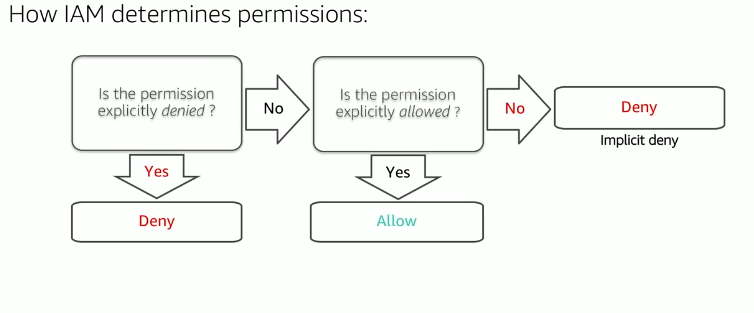 How IAM determines permissions:
Is the permission
explicitly denied ?
No
Is the permission
explicitly allowed ?
No
Deny
Implicit deny
Yes
Deny
Yes
Allow